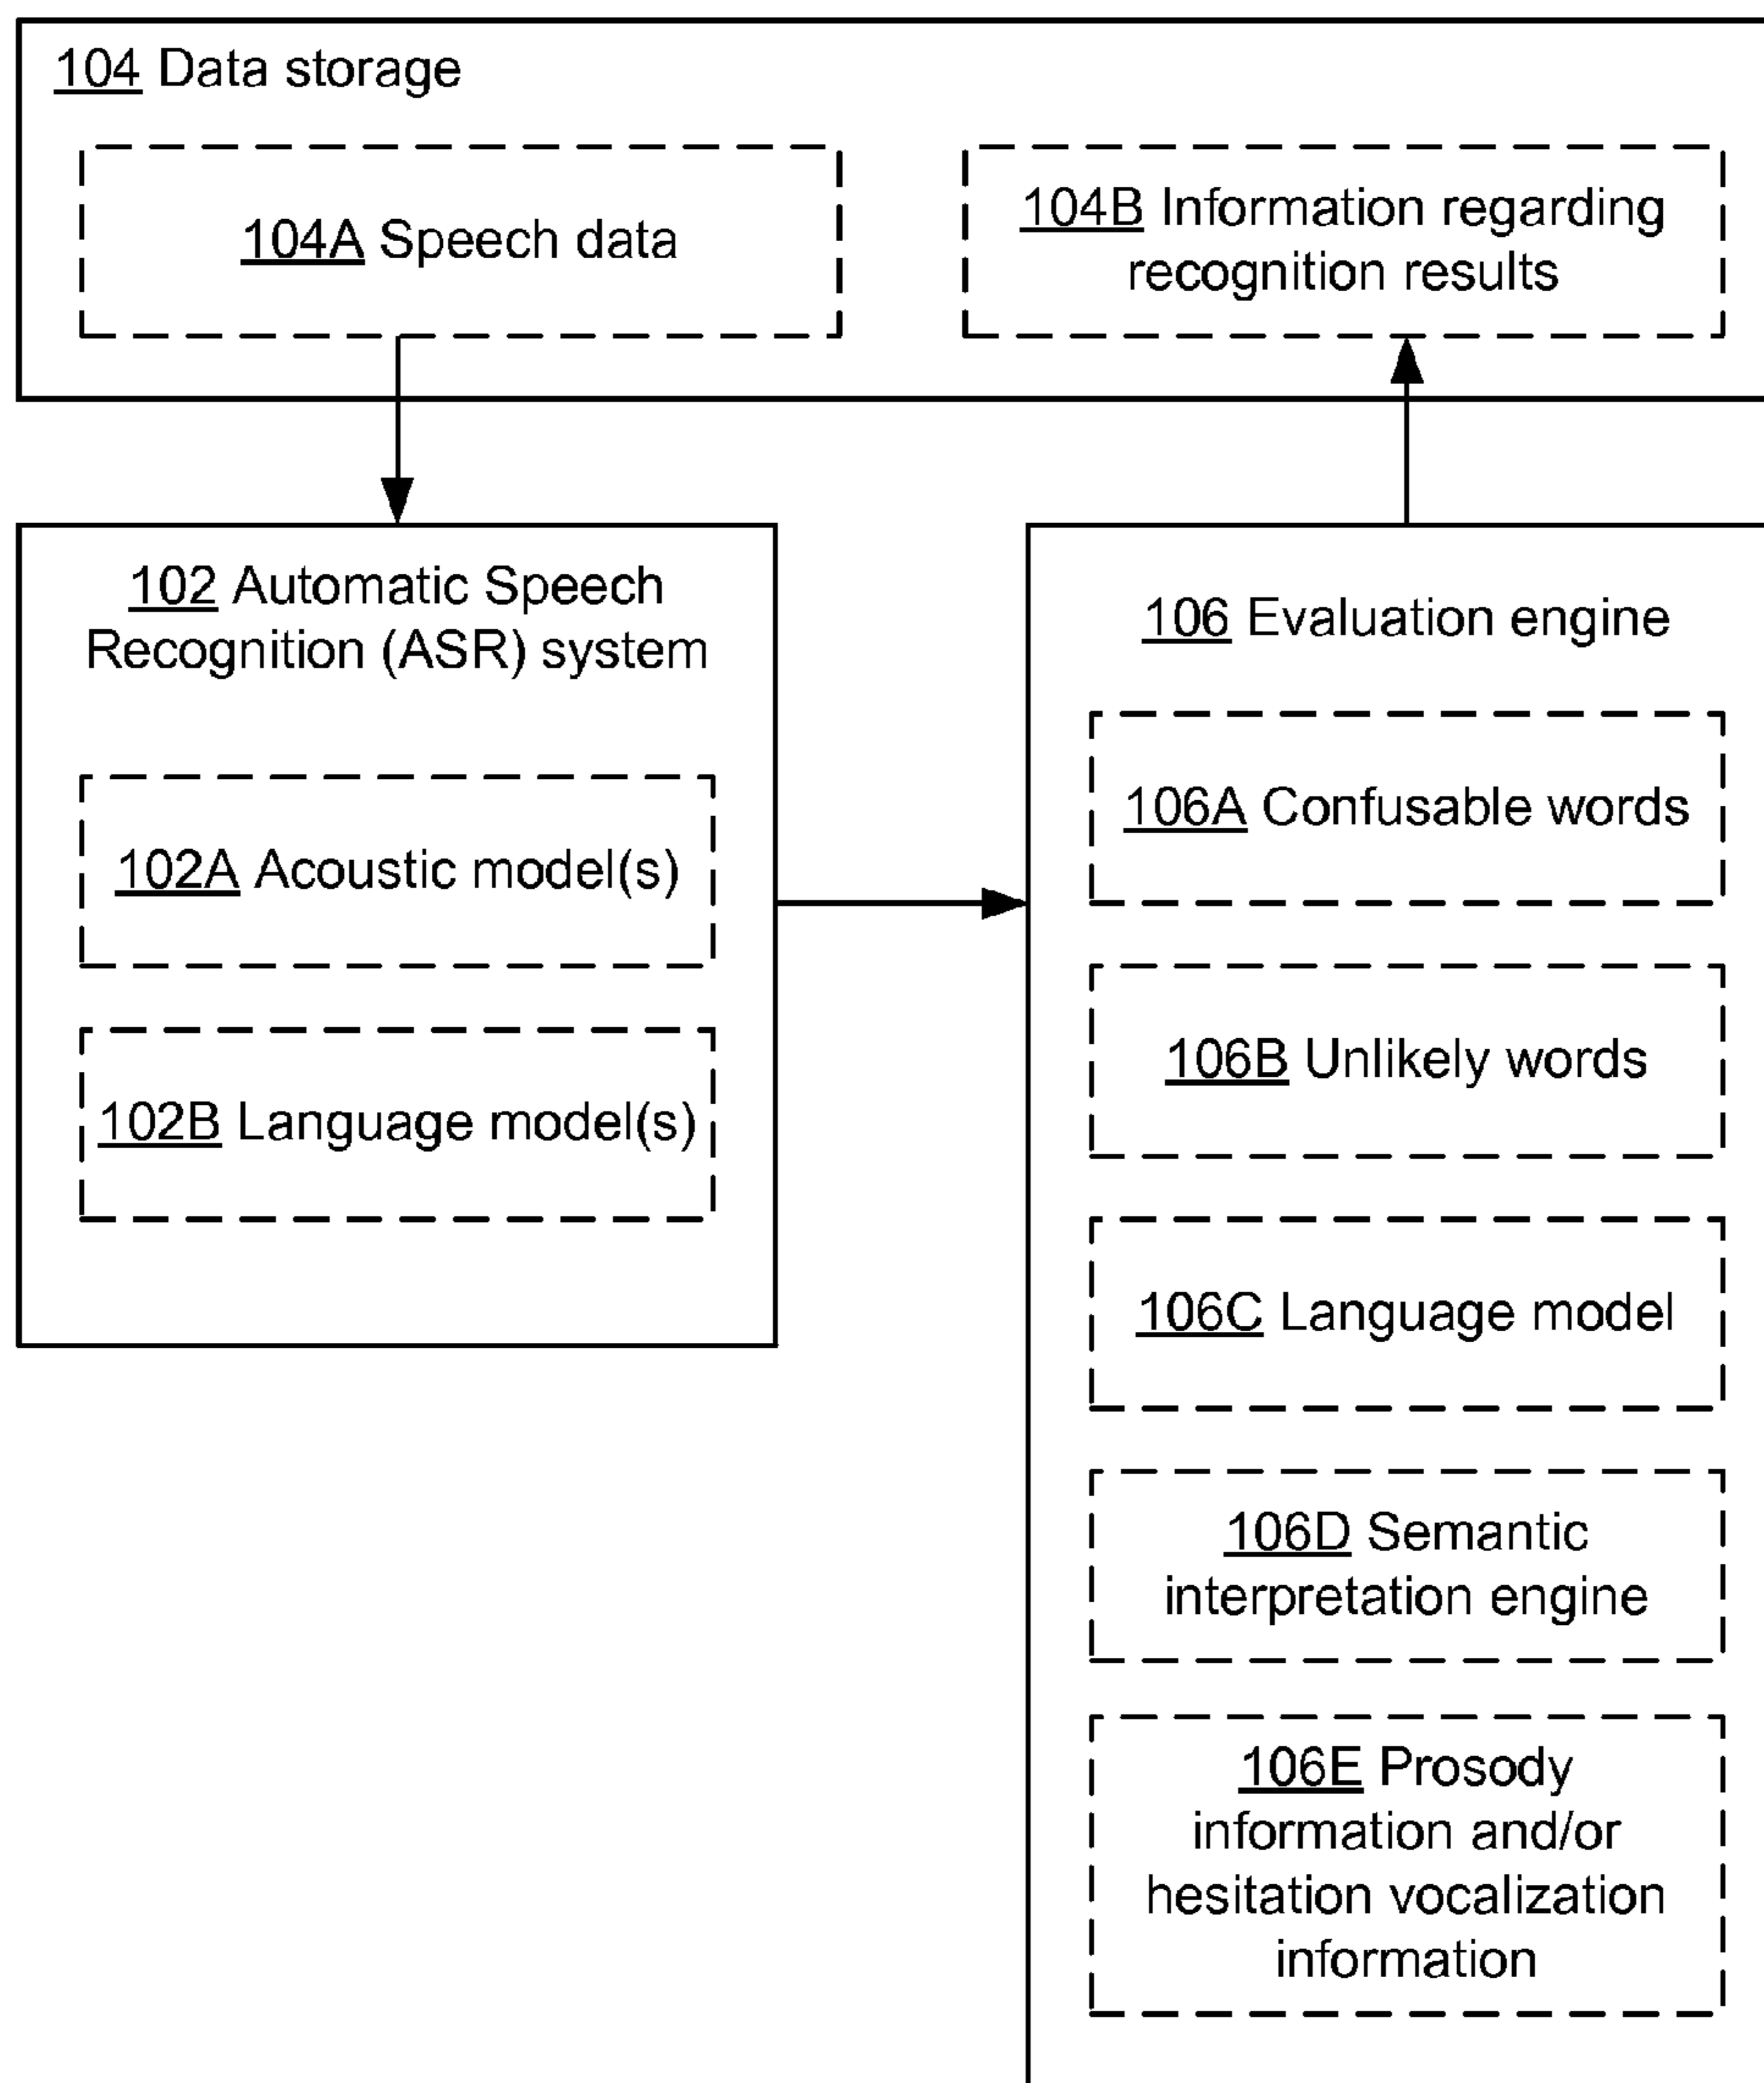 104 Data storage
104A Speech data
104B Information regarding
recognition results
102 Automatic Speech
Recognition (ASR) system
102A Acoustic model(s)
102B Language model(s)
106 Evaluation engine
106A Confusable words
106B Unlikely words
106C Language model
106D Semantic
interpretation engine
106E Prosody
information and/or
hesitation vocalization
information